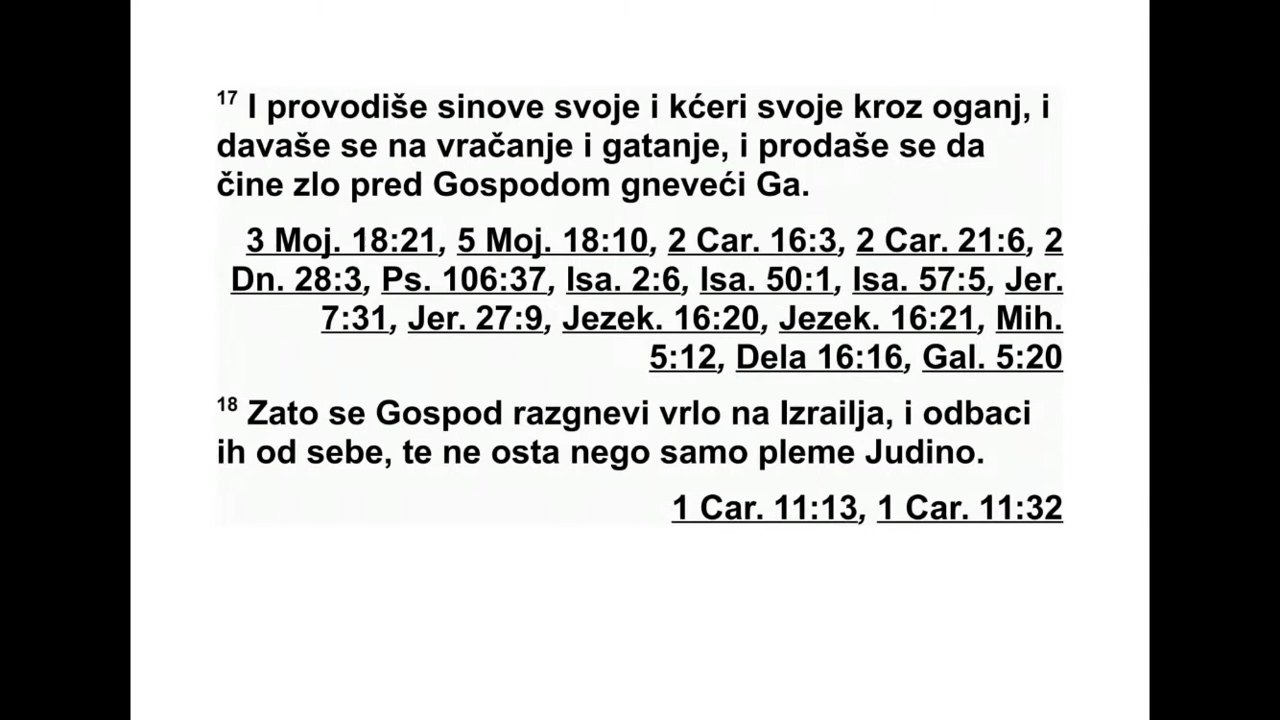 17 I provodiše sinove svoje i kćeri svoje kroz oganj, i
davaše se na vračanje i gatanje, i prodaše se da
čine zlo pred Gospodom gneveći Ga.
3 Moj. 18:21, 5 Moj. 18:10, 2 Car. 16:3, 2 Car. 21:6, 2
Dn. 28:3, Ps. 106:37, Isa. 2:6, Isa. 50:1, Isa. 57:5, Jer.
7:31, Jer. 27:9, Jezek. 16:20, Jezek. 16:21, Mih.
5:12, Dela 16:16, Gal. 5:20
18 Zato se Gospod razgnevi vrlo na Izrailja, i odbaci
ih od sebe, te ne osta nego samo pleme Judino.
1 Car. 11:13, 1 Car. 11:32